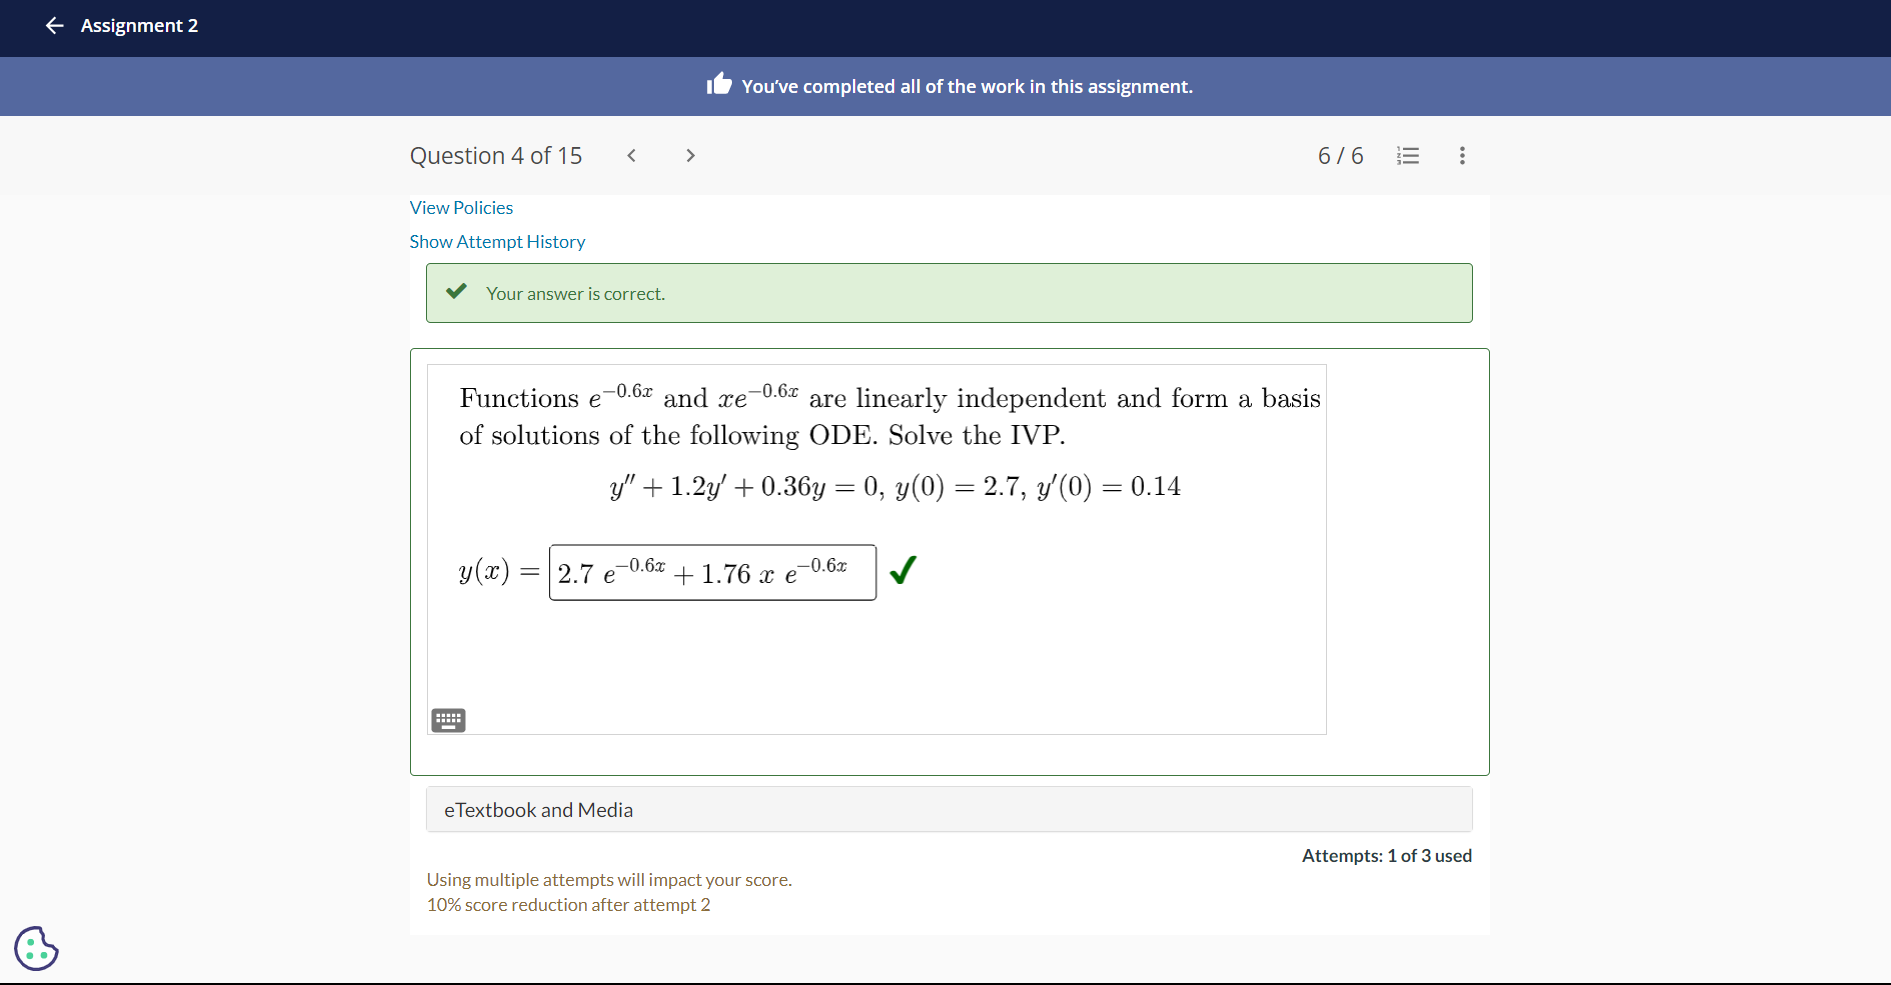 Assignment 2
You've completed all of the work in this assignment.
Question 4 of 15
6 / 6
View Policies
Show Attempt History
Your answer is correct.
Functions e^{-0.6x} and xe^{-0.6x} are linearly independent and form a basis
of solutions of the following ODE. Solve the IVP.
y'' + 1.2y' + 0.36y = 0, y(0) = 2.7, y'(0) = 0.14
y(x) = 2.7 e^{-0.6x} + 1.76 x e^{-0.6x}
eTextbook and Media
Attempts: 1 of 3 used
Using multiple attempts will impact your score.
10% score reduction after attempt 2